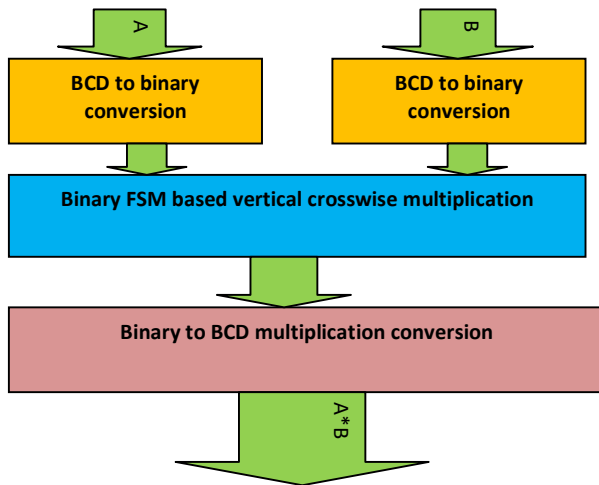 A
B
BCD to binary
conversion
BCD to binary
conversion
Binary FSM based vertical crosswise multiplication
Binary to BCD multiplication conversion
A*B